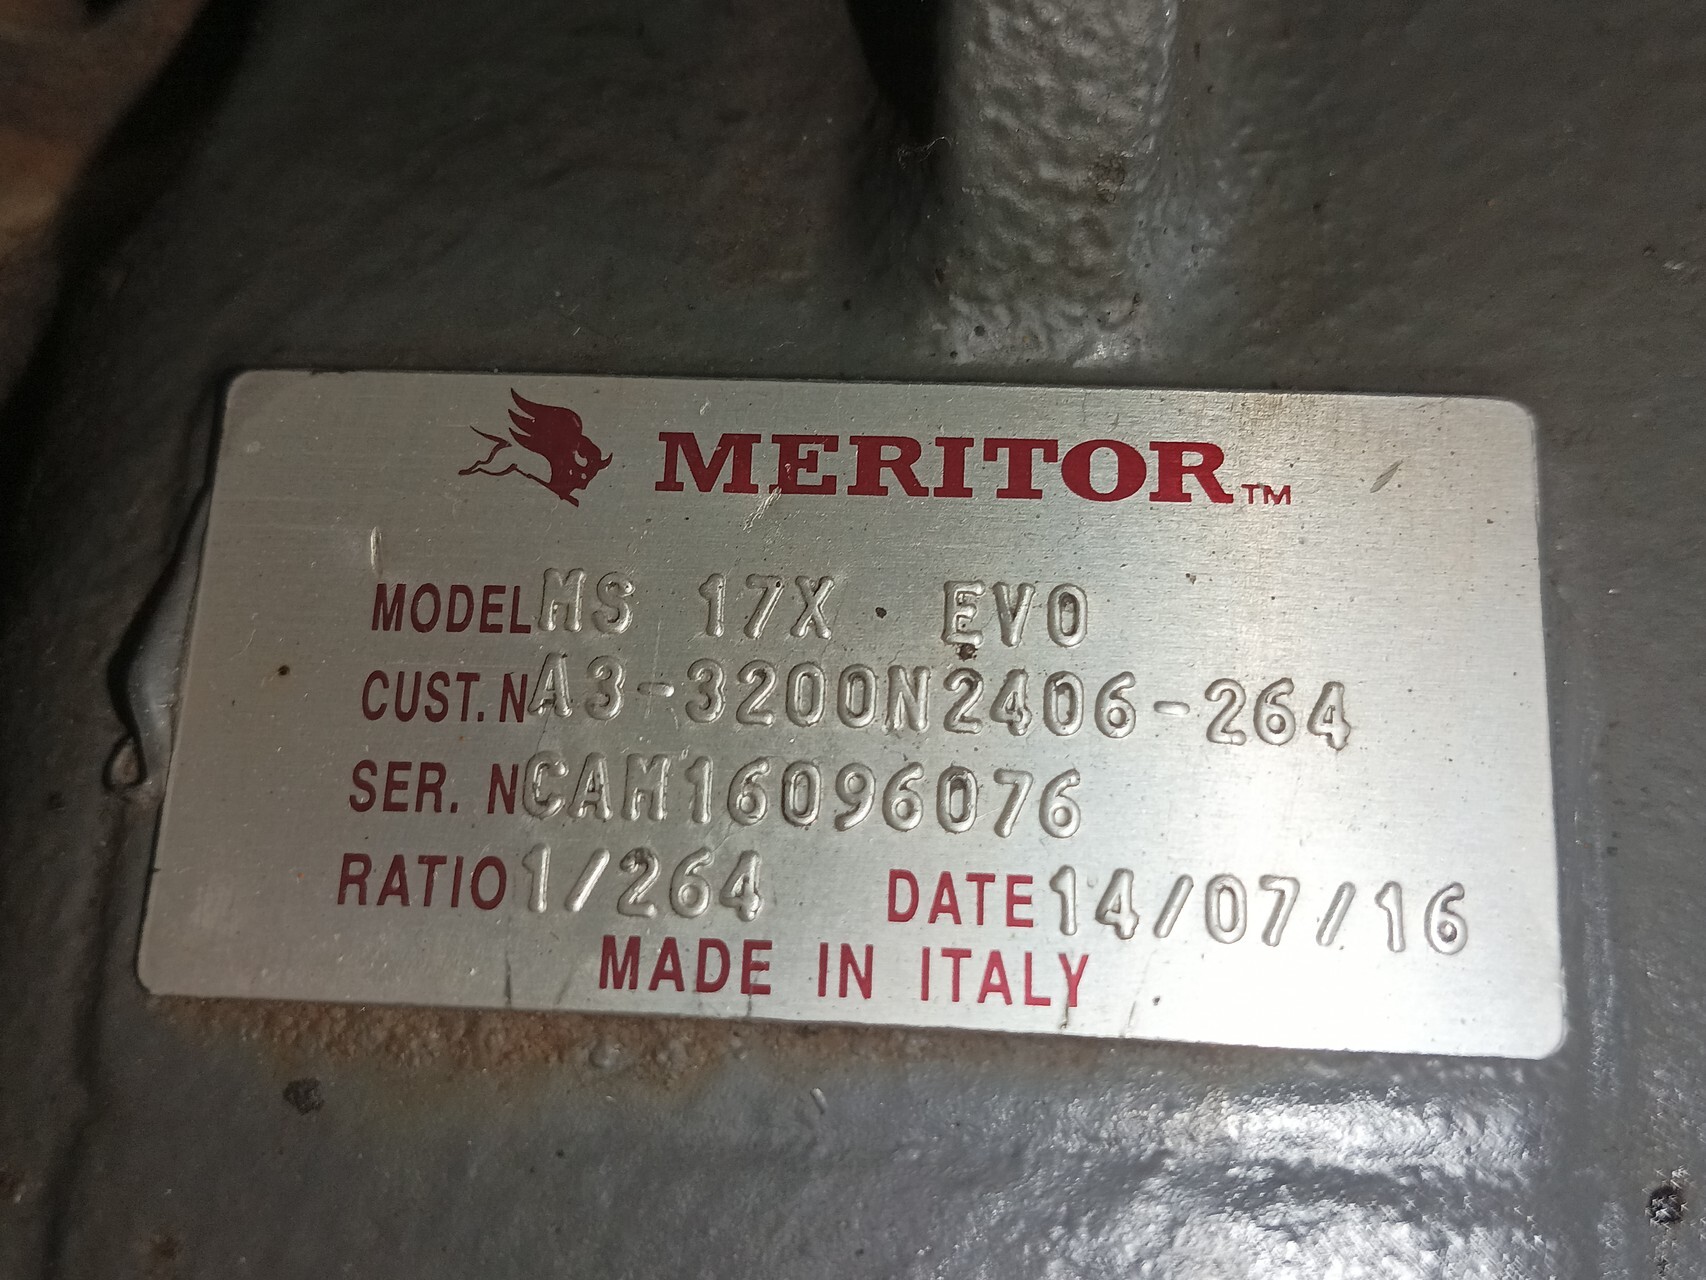 MERITOR™
MODEL MS 17X EVO
CUST. N A3-3200N2406-264
SER. N CAM16096076
RATIO 1/264 DATE 14/07/16
MADE IN ITALY